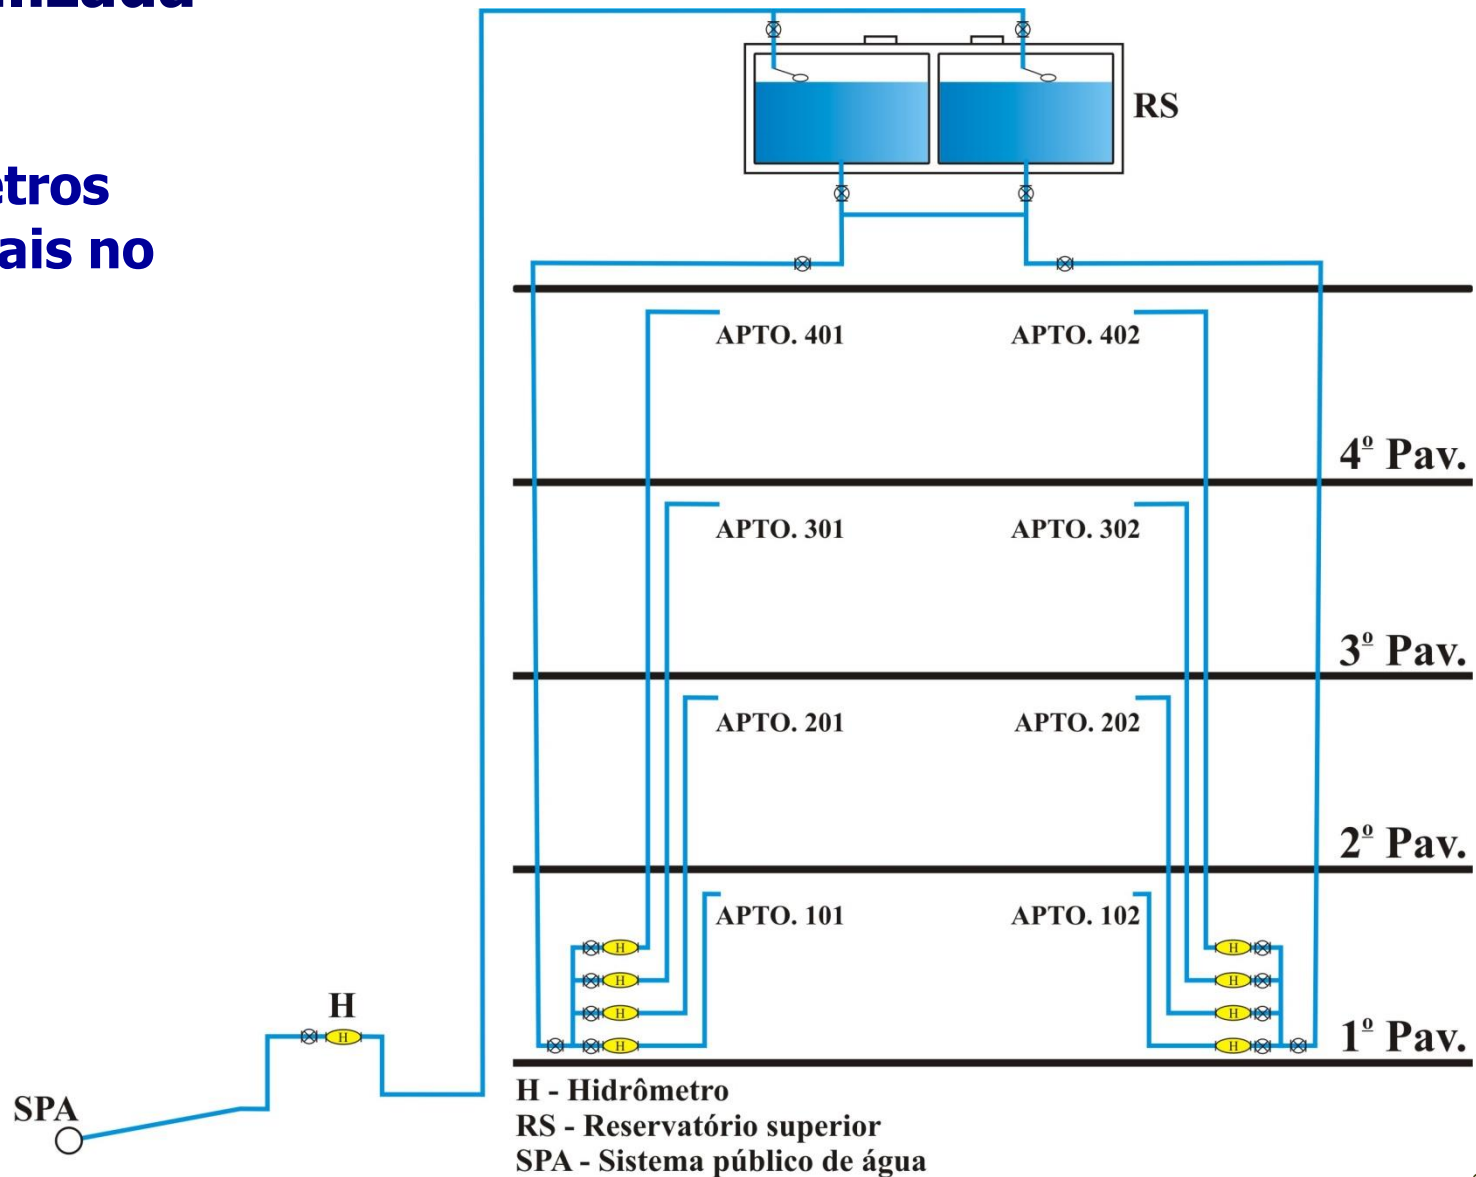 RS
APTO. 401 APTO. 402
4º Pav.
APTO. 301 APTO. 302
3º Pav.
APTO. 201 APTO. 202
2º Pav.
APTO. 101 APTO. 102
H H
H H
H H
H H
1º Pav.
H
H
SPA
H - Hidrômetro
RS - Reservatório superior
SPA - Sistema público de água
etros
ais no